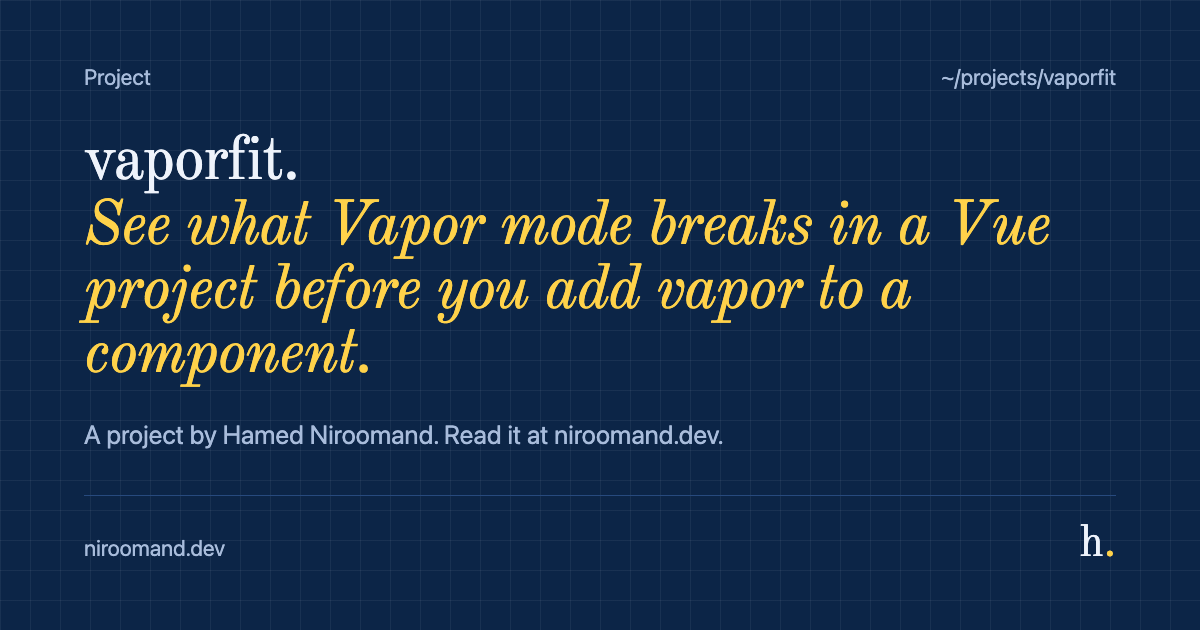 Project
~/projects/vaporfit
vaporfit.
See what Vapor mode breaks in a Vue
project before you add vapor to a
component.
A project by Hamed Niroomand. Read it at niroomand.dev.
niroomand.dev
h.